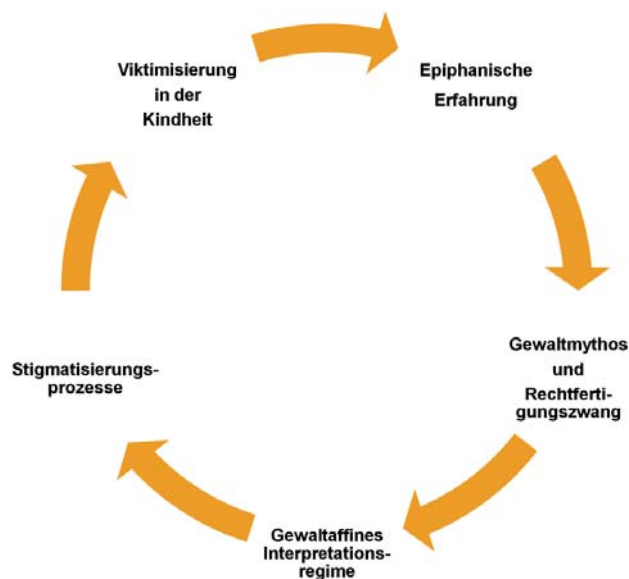 Viktimisierung
in der
Kindheit
Epiphanische
Erfahrung
Gewaltmythos
und
Rechtferti-
gungszwang
Gewaltaffines
Interpretations-
regime
Stigmatisierungs-
prozesse